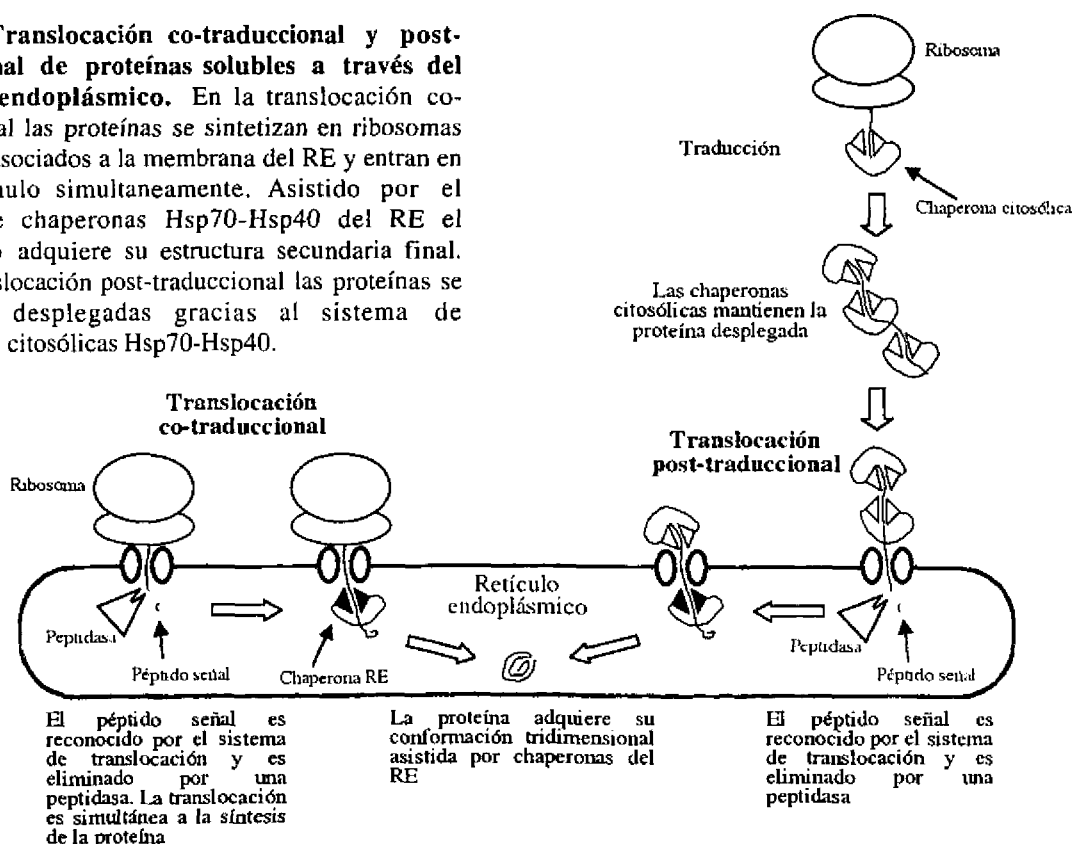 Translocación co-traduccional y post-
nal de proteínas solubles a través del
endoplásmico. En la translocación co-
al las proteínas se sintetizan en ribosomas
sociados a la membrana del RE y entran en
ulo simultaneamente. Asistido por el
e chaperonas Hsp70-Hsp40 del RE el
o adquiere su estructura secundaria final.
slocación post-traduccional las proteínas se
desplegadas gracias al sistema de
citosólicas Hsp70-Hsp40.
Ribosoma
Traducción
Chaperona citosólica
Las chaperonas
citosólicas mantienen la
proteína desplegada
Translocación
co-traduccional
Translocación
post-traduccional
Ribosoma
Retículo
endoplásmico
Peptidasa
Péptido señal
Chaperona RE
Peptidasa
Péptido señal
El péptido señal es
reconocido por el sistema
de translocación y es
eliminado por una
peptidasa. La translocación
es simultánea a la síntesis
de la proteína
La proteína adquiere su
conformación tridimensional
asistida por chaperonas del
RE
El péptido señal es
reconocido por el sistema
de translocación y es
eliminado por una
peptidasa